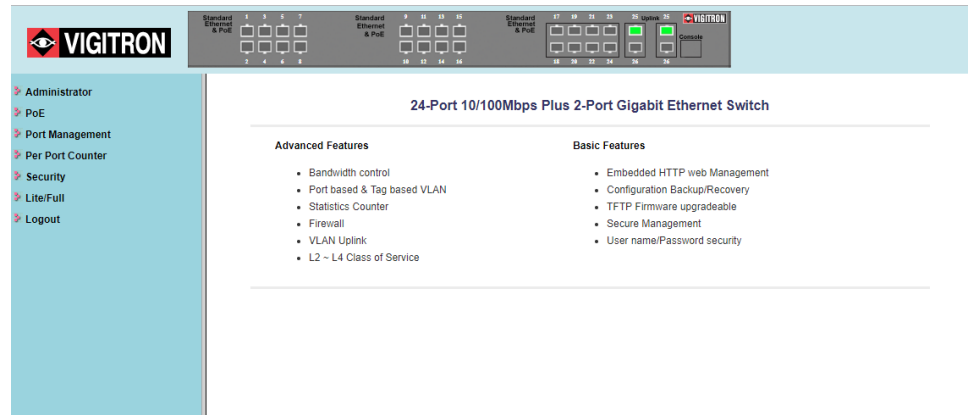 VIGITRON
Standard Ethernet & PoE
1 3 5 7
2 4 6 8
Standard Ethernet & PoE
9 11 13 15
10 12 14 16
Standard Ethernet & PoE
17 19 21 23
18 20 22 24
25 Uplink 25
26 26
VIGITRON
Console
Administrator
PoE
Port Management
Per Port Counter
Security
Lite/Full
Logout
24-Port 10/100Mbps Plus 2-Port Gigabit Ethernet Switch
Advanced Features
Bandwidth control
Port based & Tag based VLAN
Statistics Counter
Firewall
VLAN Uplink
L2 ~ L4 Class of Service
Basic Features
Embedded HTTP web Management
Configuration Backup/Recovery
TFTP Firmware upgradeable
Secure Management
User name/Password security